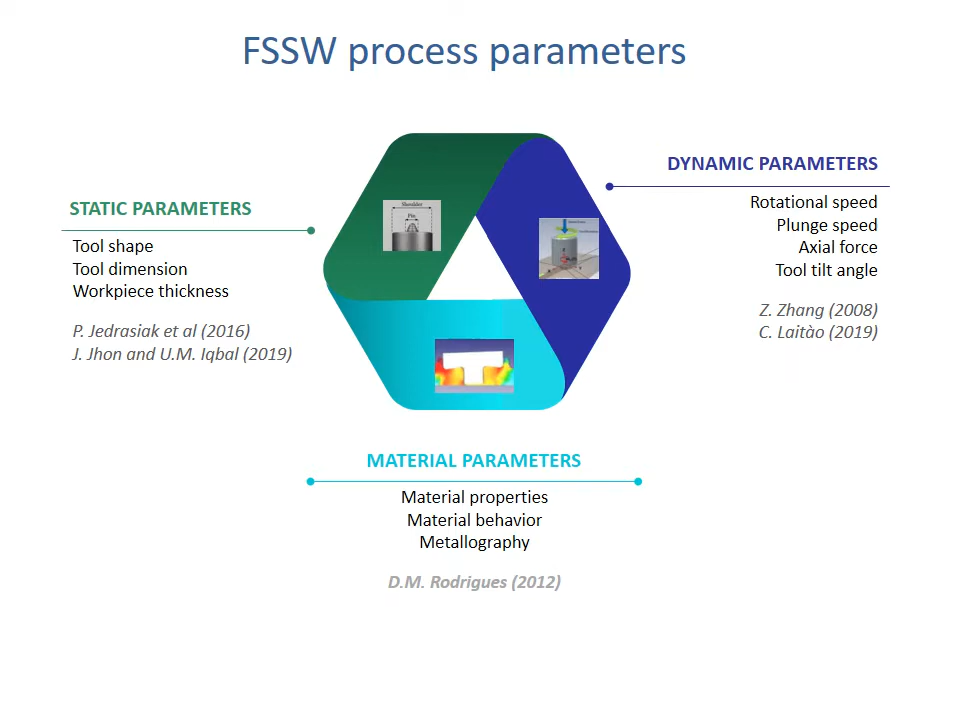 FSSW process parameters
STATIC PARAMETERS
Tool shape
Tool dimension
Workpiece thickness
P. Jedrasiak et al (2016)
J. Jhon and U.M. Iqbal (2019)
Shoulder
Pin
DYNAMIC PARAMETERS
Rotational speed
Plunge speed
Axial force
Tool tilt angle
Z. Zhang (2008)
C. Laitào (2019)
MATERIAL PARAMETERS
Material properties
Material behavior
Metallography
D.M. Rodrigues (2012)